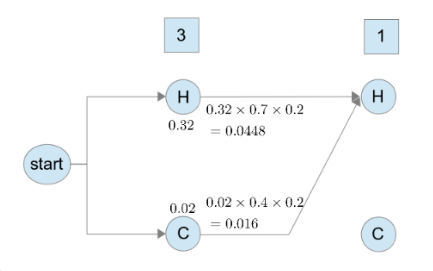 3
1
H
H
0.32 × 0.7 × 0.2
0.32
= 0.0448
start
0.02
0.02 × 0.4 × 0.2
= 0.016
C
C